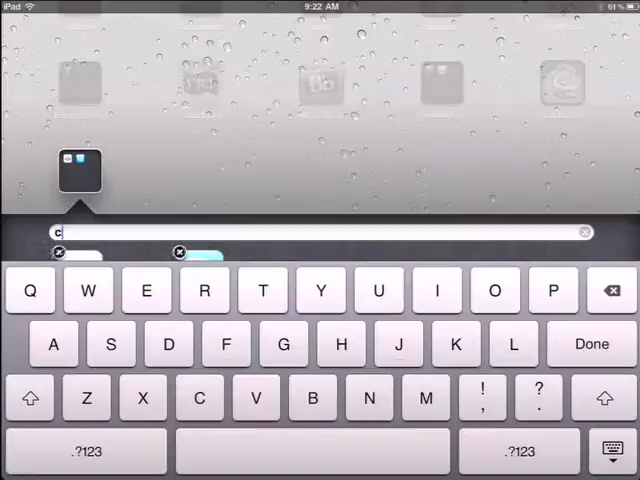 iPad 9:22 AM 61 %
c
Q W E R T Y U I O P
A S D F G H J K L Done
Z X C V B N M ! , ? .
.?123 .?123